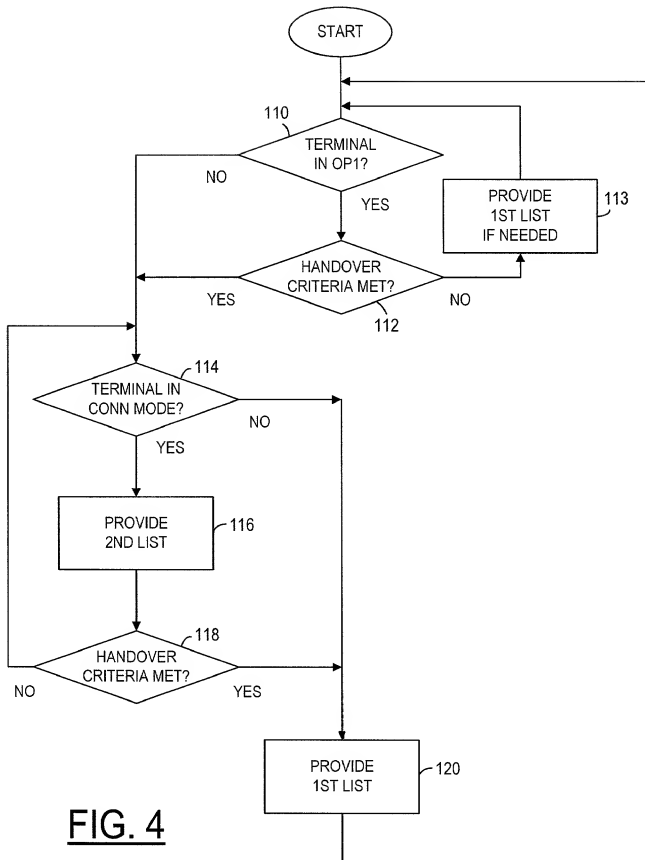 START
110
TERMINAL
IN OP1?
NO
YES
PROVIDE
1ST LIST
IF NEEDED
113
HANDOVER
CRITERIA MET?
YES
NO
112
114
TERMINAL IN
CONN MODE?
NO
YES
PROVIDE
2ND LIST
116
118
HANDOVER
CRITERIA MET?
NO
YES
PROVIDE
1ST LIST
120
FIG. 4